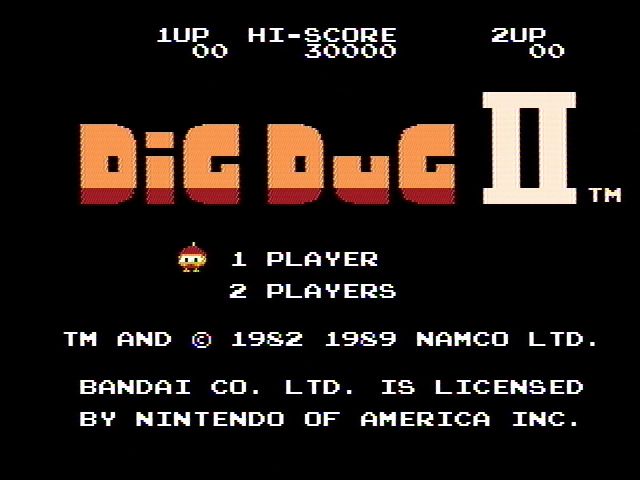 1UP HI-SCORE 2UP
00 30000 00
DiG DuG II TM
1 PLAYER
2 PLAYERS
TM AND © 1982 1989 NAMCO LTD.
BANDAI CO. LTD. IS LICENSED
BY NINTENDO OF AMERICA INC.